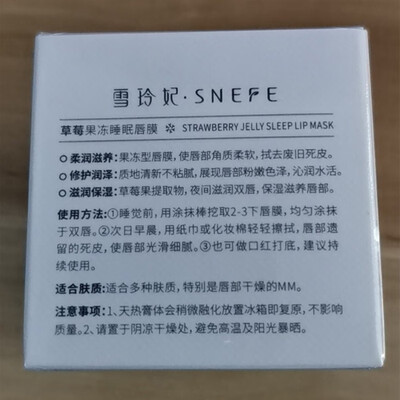 雪玲妃·SNEFE
草莓果冻睡眠唇膜 ✻ STRAWBERRY JELLY SLEEP LIP MASK
○ 柔润滋养：果冻型唇膜，使唇部角质柔软，拭去废旧死皮。
○ 修护润泽：质地清渐不粘腻，展现唇部粉嫩色泽，沁润水活。
○ 滋润保湿：草莓果提取物，夜间滋润双唇，保湿滋养唇部。
使用方法：①睡觉前，用涂抹棒挖取2-3下唇膜，均匀涂抹
于双唇。②次日早晨，用纸巾或化妆棉轻轻擦拭，唇部遗
留的死皮，使唇部光滑细腻。③也可做口红打底，建议持
续使用。
适合肤质：适合多种肤质，特别是唇部干燥的MM。
注意事项：1、天热膏体会稍微融化放置冰箱即复原，不影响
质量。2、请置于阴凉干燥处，避免高温及阳光暴晒。